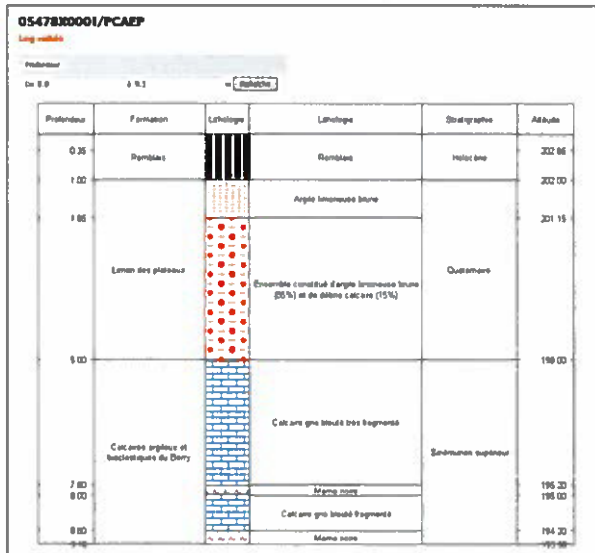 05478X0001/PCAEP
Log validé
Profondeur
De 0.0 à 9.1 m Rafraîchir
Profondeur Formation Lithologie Lithologie Stratigraphie Altitude
0.35 202.65
Remblais Remblais Holocène
1.00 202.00
Argile limoneuse brune
1.85 201.15
Limon des plateaux
Ensemble constitué d'argile limoneuse brune
(85%) et de débris calcaire (15%)
Quaternaire
5.00 198.00
Calcaire gris bleuté très fragmenté
Calcaires argileux et
bioclastiques du Berry
Sinémurien supérieur
195.20
Marne noire
8.00 195.00
Calcaire gris bleuté fragmenté
8.80 194.20
Marne noire